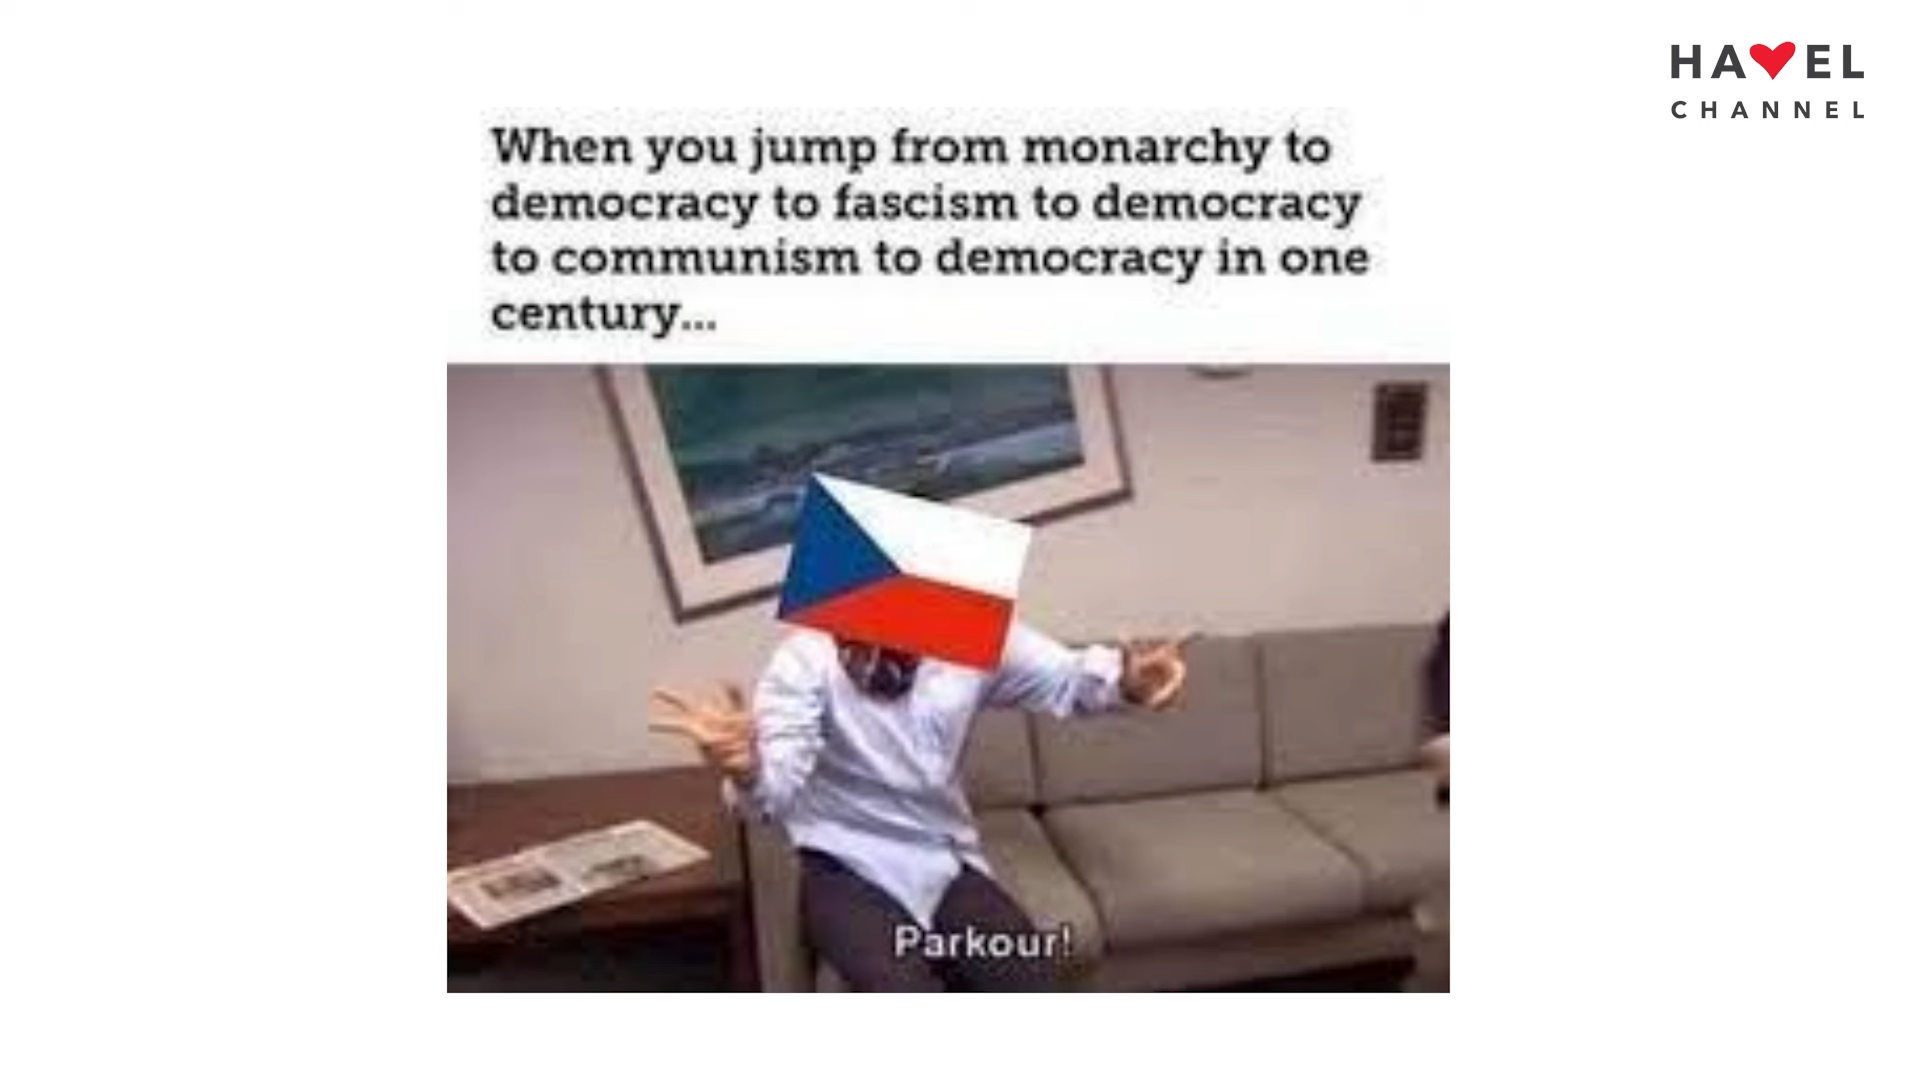 HAVEL
CHANNEL
When you jump from monarchy to
democracy to fascism to democracy
to communism to democracy in one
century...
Parkour!